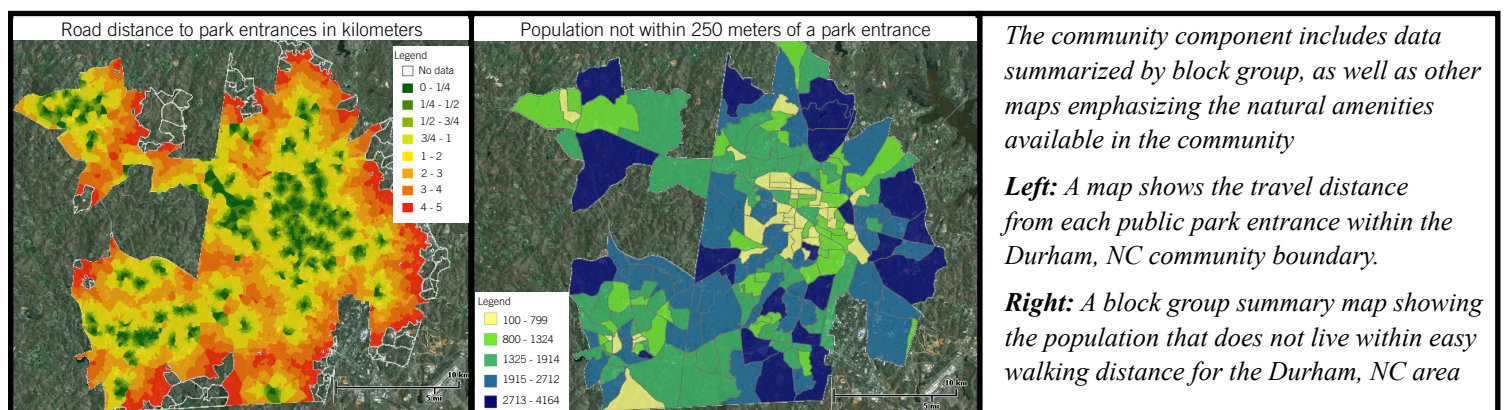 Road distance to park entrances in kilometers
Legend
No data
0 - 1/4
1/4 - 1/2
1/2 - 3/4
3/4 - 1
1 - 2
2 - 3
3 - 4
4 - 5
10 km
5 mi
Population not within 250 meters of a park entrance
Legend
100 - 799
800 - 1324
1325 - 1914
1915 - 2712
2713 - 4164
10 km
5 mi
The community component includes data
summarized by block group, as well as other
maps emphasizing the natural amenities
available in the community
Left: A map shows the travel distance
from each public park entrance within the
Durham, NC community boundary.
Right: A block group summary map showing
the population that does not live within easy
walking distance for the Durham, NC area